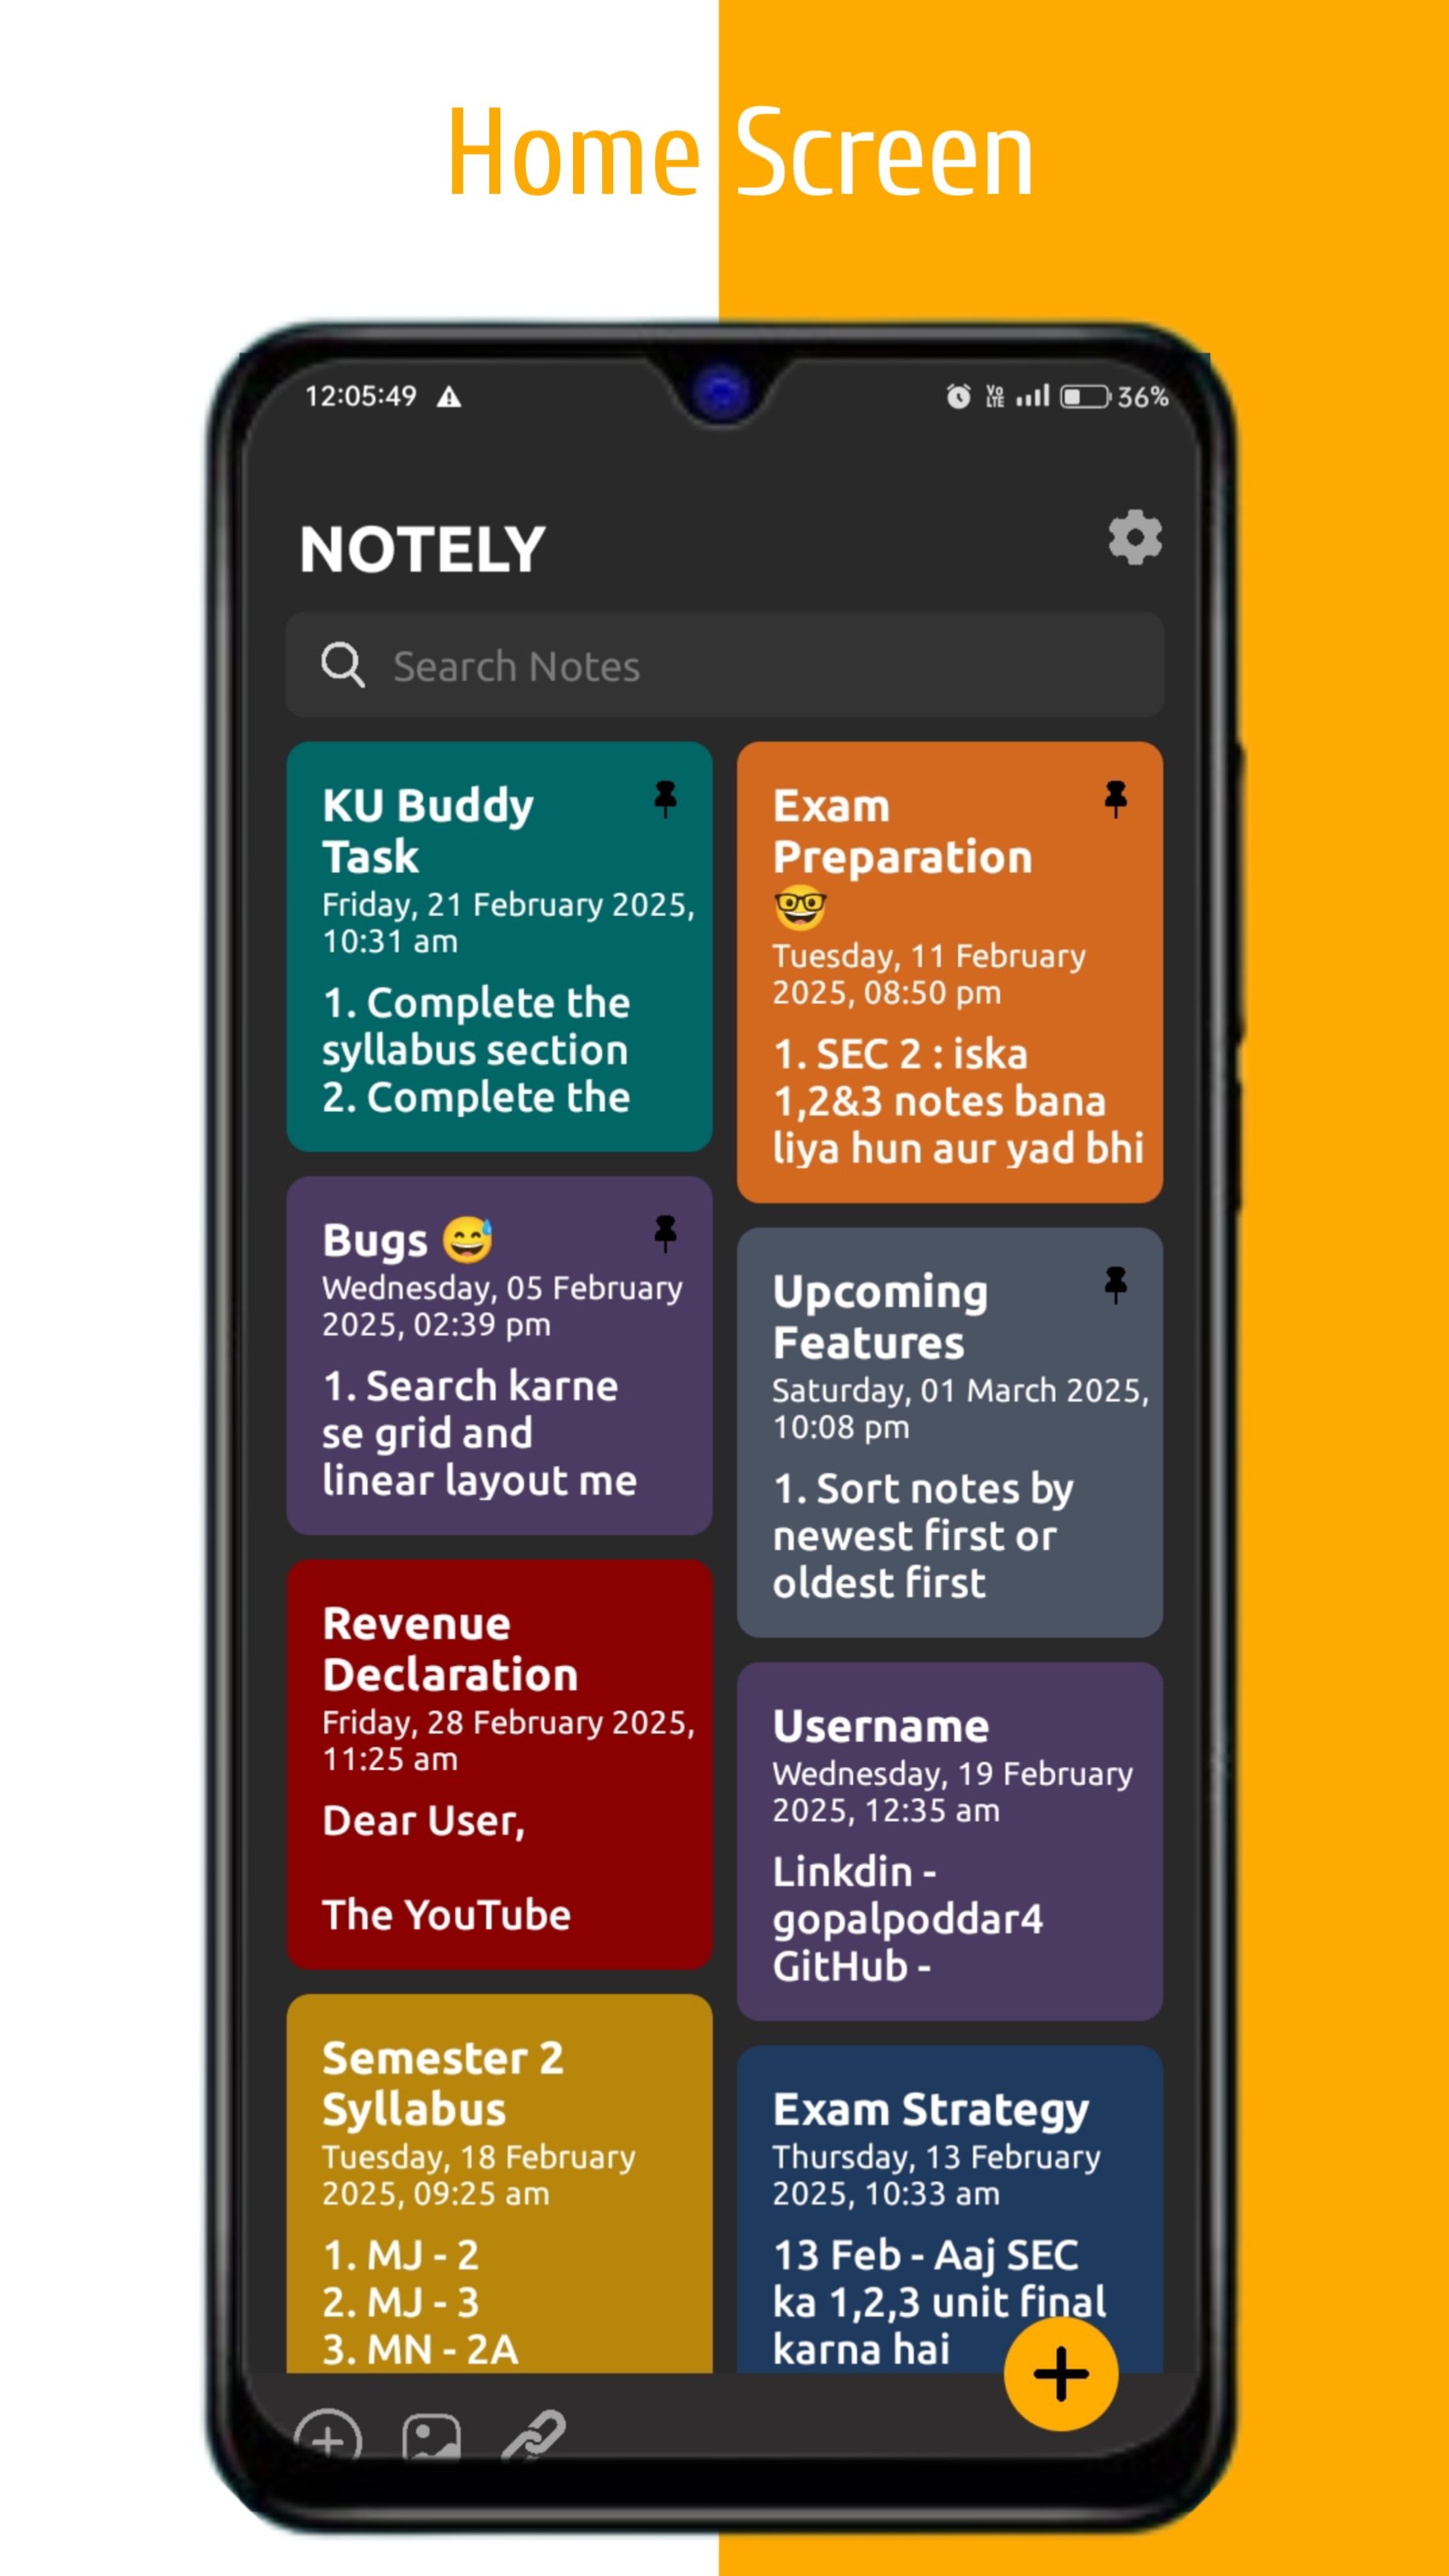 Home Screen
12:05:49
Vo
LTE
36%
NOTELY
Search Notes
KU Buddy
Task
Friday, 21 February 2025,
10:31 am
1. Complete the
syllabus section
2. Complete the
Exam
Preparation
🤓
Tuesday, 11 February
2025, 08:50 pm
1. SEC 2 : iska
1,2&3 notes bana
liya hun aur yad bhi
Bugs 😅
Wednesday, 05 February
2025, 02:39 pm
1. Search karne
se grid and
linear layout me
Upcoming
Features
Saturday, 01 March 2025,
10:08 pm
1. Sort notes by
newest first or
oldest first
Revenue
Declaration
Friday, 28 February 2025,
11:25 am
Dear User,
The YouTube
Username
Wednesday, 19 February
2025, 12:35 am
Linkdin -
gopalpoddar4
GitHub -
Semester 2
Syllabus
Tuesday, 18 February
2025, 09:25 am
1. MJ - 2
2. MJ - 3
3. MN - 2A
Exam Strategy
Thursday, 13 February
2025, 10:33 am
13 Feb - Aaj SEC
ka 1,2,3 unit final
karna hai